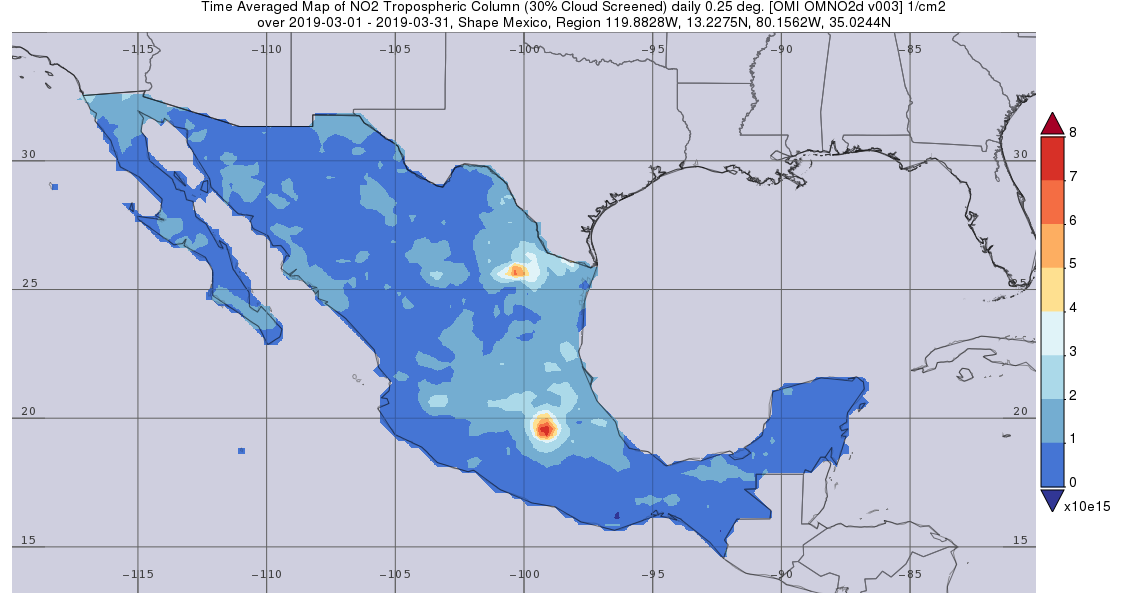 Time Averaged Map of NO2 Tropospheric Column (30% Cloud Screened) daily 0.25 deg. [OMI OMNO2d v003] 1/cm2
over 2019-03-01 - 2019-03-31, Shape Mexico, Region 119.8828W, 13.2275N, 80.1562W, 35.0244N
-115 -110 -105 -100 -95 -90 -85
8
30 30
7
6
5
25 25
4
3
2
20 20
1
0
x10e15
15 15
-115 -110 -105 -100 -95 -90 -85